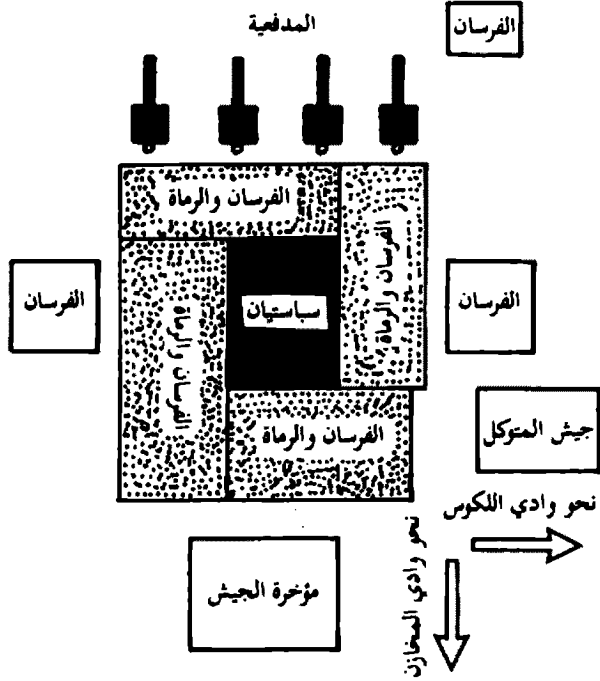 المدفعية
الفرسان
الفرسان والرماة
الفرسان والرماة
الفرسان
سباستيان
الفرسان
الفرسان والرماة
الفرسان والرماة
جيش المتوكل
نحو وادي اللكوس
نحو وادي المخازن
مؤخرة الجيش